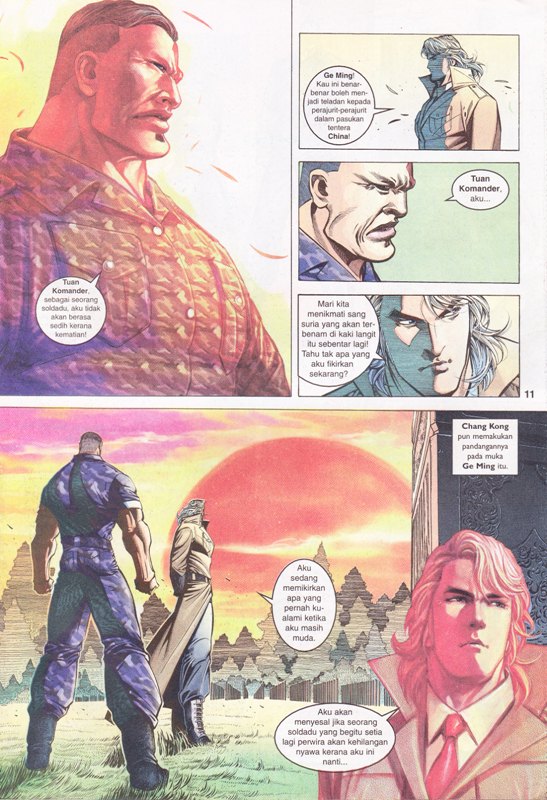 Tuan
Komander,
sebagai seorang
soldadu, aku tidak
akan berasa
sedih kerana
kematian!
Ge Ming!
Kau ini benar-
benar boleh men-
jadi teladan kepada
perajurit-perajurit
dalam pasukan
tentera
China!
Tuan
Komander,
aku...
Mari kita
menikmati sang
suria yang akan ter-
benam di kaki langit
itu sebentar lagi!
Tahu tak apa yang
aku fikirkan
sekarang?
11
Chang Kong
pun memakukan
pandangannya
pada muka
Ge Ming itu.
Aku
sedang
memikirkan
apa yang
pernah ku-
alami ketika
aku masih
muda.
Aku akan
menyesal jika seorang
soldadu yang begitu setia
lagi perwira akan kehilangan
nyawa kerana aku ini
nanti...